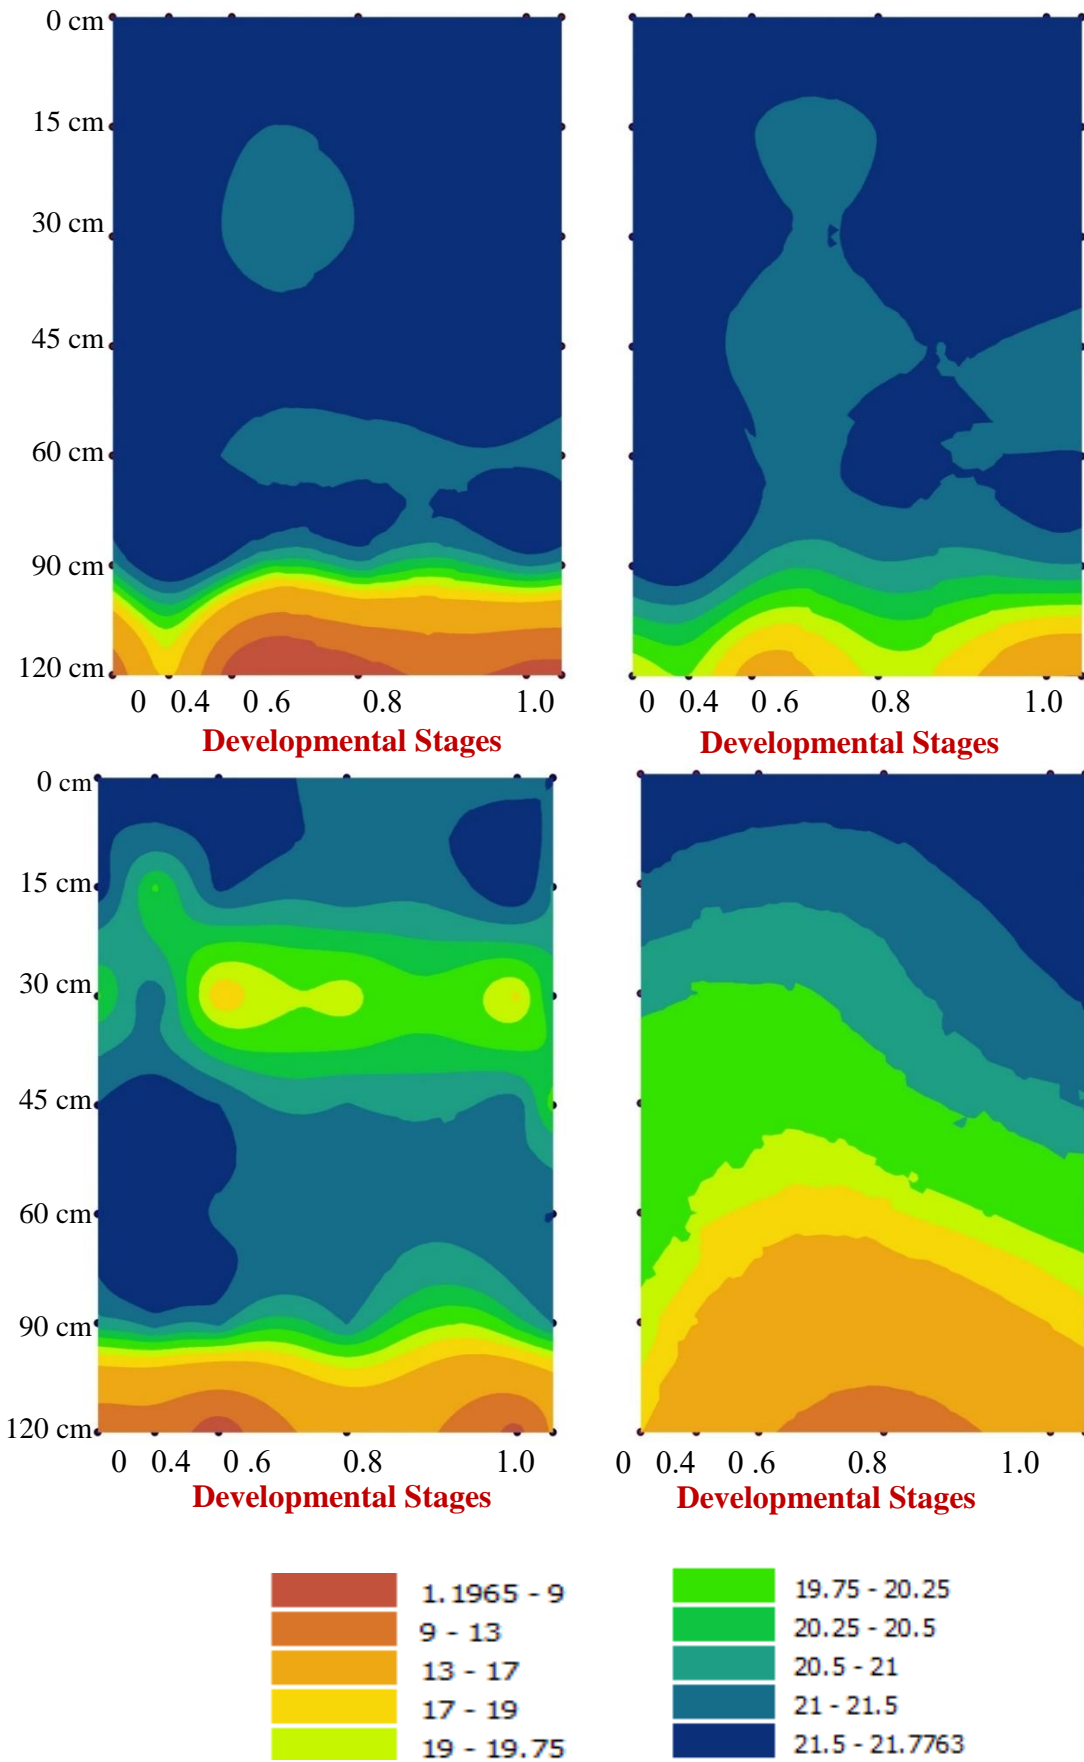 0 cm
15 cm
30 cm
45 cm
60 cm
90 cm
120 cm
0 0.4 0 .6 0.8 1.0
Developmental Stages
0 0.4 0 .6 0.8 1.0
Developmental Stages
0 cm
15 cm
30 cm
45 cm
60 cm
90 cm
120 cm
0 0.4 0 .6 0.8 1.0
Developmental Stages
0 0.4 0 .6 0.8 1.0
Developmental Stages
1.1965 - 9
9 - 13
13 - 17
17 - 19
19 - 19.75
19.75 - 20.25
20.25 - 20.5
20.5 - 21
21 - 21.5
21.5 - 21.7763